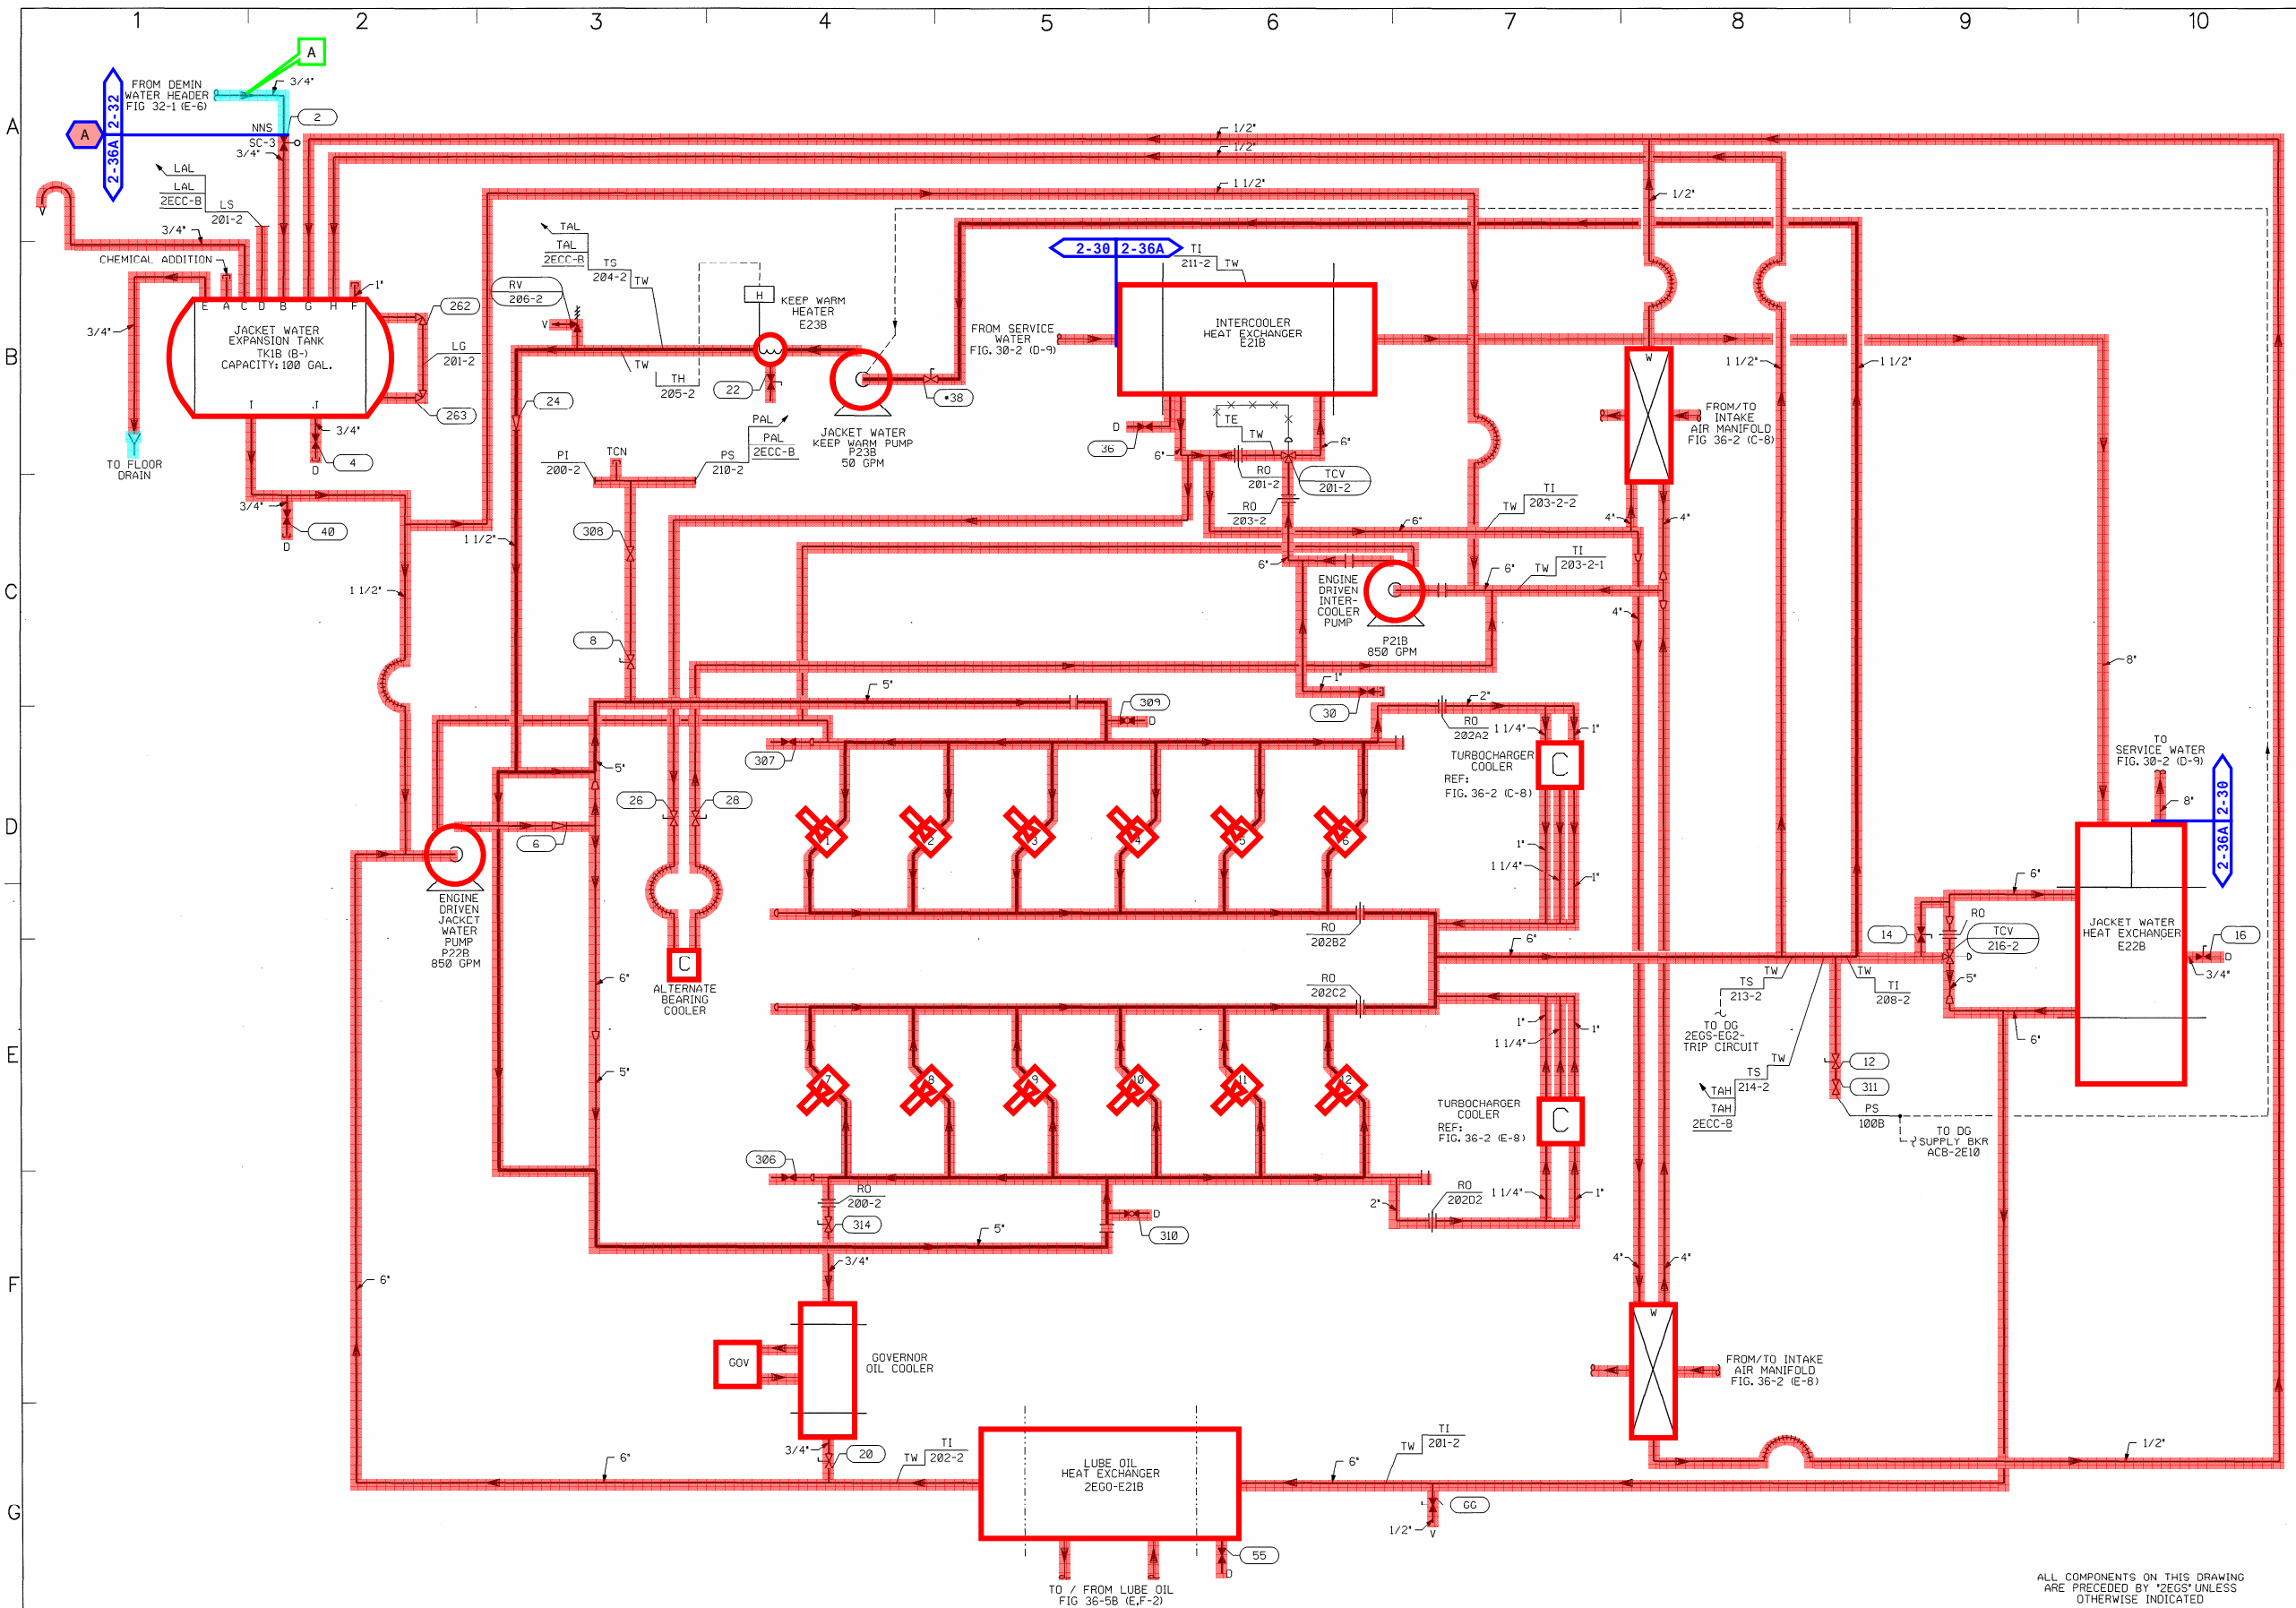 1 2 3 4 5 6 7 8 9 10
A
B
C
D
E
F
G
A
FROM DEMIN
WATER HEADER
FIG 32-1 (E-6)
3/4"
2-32
2-36A
A
2
NNS
SC-3
3/4"
LAL
LAL
2ECC-B
LS
201-2
3/4"
CHEMICAL ADDITION
1"
E A C D B G H F
JACKET WATER
EXPANSION TANK
TK1B (B-)
CAPACITY: 100 GAL.
I
J
3/4"
262
LG
201-2
263
3/4"
4
D
TO FLOOR
DRAIN
3/4"
40
D
1 1/2"
1/2"
1/2"
1 1/2"
1/2"
TAL
TAL
2ECC-B
TS
204-2
TW
RV
206-2
V
H
KEEP WARM
HEATER
E23B
TW
TH
205-2
22
24
C
•38
JACKET WATER
KEEP WARM PUMP
P23B
50 GPM
PAL
PAL
2ECC-B
PI
200-2
TCN
PS
210-2
308
8
1 1/2"
2-30
2-36A
TI
211-2
TW
FROM SERVICE
WATER
FIG. 30-2 (D-9)
INTERCOOLER
HEAT EXCHANGER
E21B
D
36
TE
TW
6"
6"
RO
201-2
TCV
201-2
RO
203-2
6"
TI
203-2-2
TW
6"
TI
203-2-1
TW
6"
C
ENGINE
DRIVEN
INTER-
COOLER
PUMP
P21B
850 GPM
W
FROM/TO
INTAKE
AIR MANIFOLD
FIG 36-2 (C-8)
4"
4"
4"
1 1/2"
1 1/2"
8"
1"
30
5"
309
D
307
2"
RO
202A2
1 1/4"
1"
TURBOCHARGER
COOLER
REF:
FIG. 36-2 (C-8)
C
1"
1 1/4"
1"
5"
26
28
6
1
2
3
4
5
6
C
ENGINE
DRIVEN
JACKET
WATER
PUMP
P22B
850 GPM
C
ALTERNATE
BEARING
COOLER
6"
5"
RO
202B2
RO
202C2
6"
TO
SERVICE WATER
FIG. 30-2 (D-9)
8"
2-30
2-36A
6"
RO
TCV
216-2
14
D
5"
JACKET WATER
HEAT EXCHANGER
E22B
16
D
3/4"
6"
TW
TS
213-2
TO DG
2EGS-EG2-
TRIP CIRCUIT
TW
TI
208-2
TW
TS
214-2
TAH
TAH
2ECC-B
12
311
PS
100B
TO DG
SUPPLY BKR
ACB-2E10
1"
1 1/4"
1"
7
8
9
10
11
12
TURBOCHARGER
COOLER
REF:
FIG. 36-2 (E-8)
C
306
RO
200-2
314
D
310
2"
RO
202D2
1 1/4"
1"
5"
3/4"
6"
GOV
GOVERNOR
OIL COOLER
4"
4"
W
FROM/TO INTAKE
AIR MANIFOLD
FIG. 36-2 (E-8)
3/4"
20
6"
TI
202-2
TW
LUBE OIL
HEAT EXCHANGER
2EGO-E21B
6"
TI
201-2
TW
1/2"
GG
1/2"
V
55
D
TO / FROM LUBE OIL
FIG 36-5B (E,F-2)
ALL COMPONENTS ON THIS DRAWING
ARE PRECEDED BY "2EGS" UNLESS
OTHERWISE INDICATED